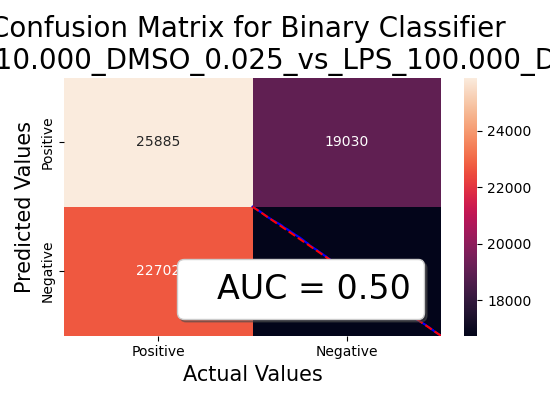 Confusion Matrix for Binary Classifier
10.000_DMSO_0.025_vs_LPS_100.000_D
Predicted Values
Positive
Negative
25885
19030
22702
AUC = 0.50
Positive
Negative
Actual Values
24000
22000
20000
18000